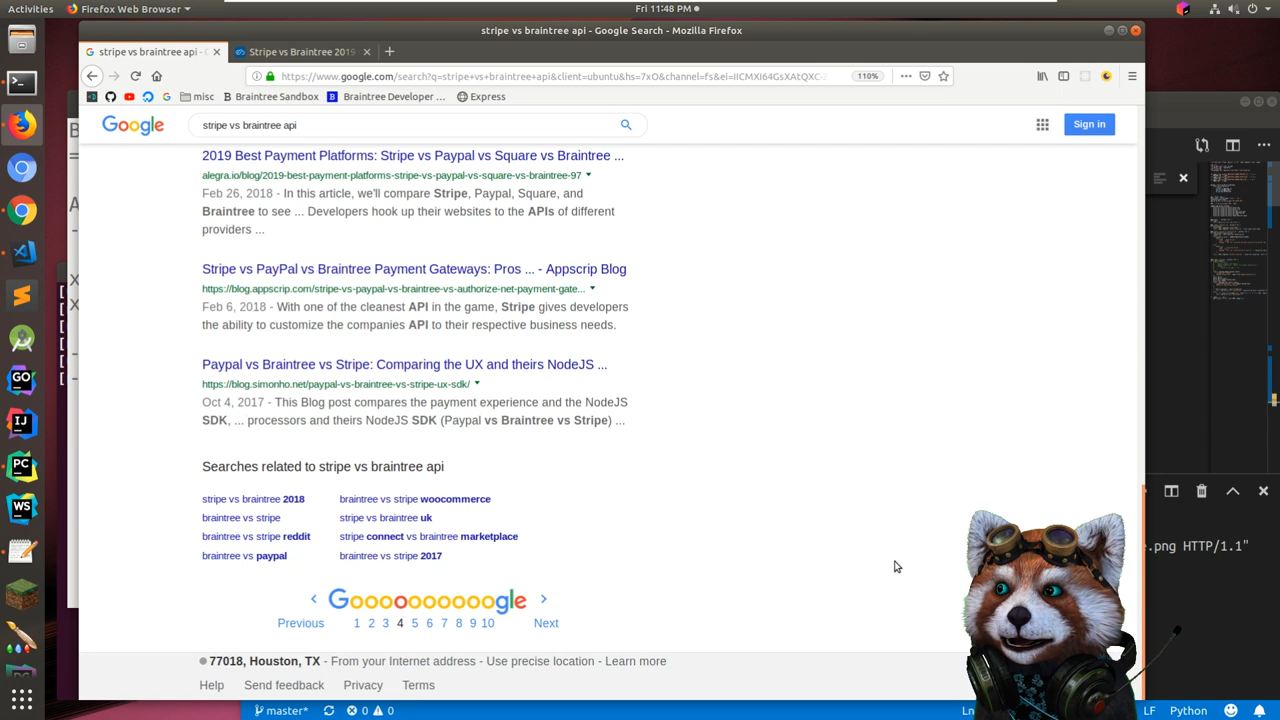 Activities
Firefox Web Browser
Fri 11:48 PM
stripe vs braintree api - Google Search - Mozilla Firefox
stripe vs braintree api - G
Stripe vs Braintree 2019
https://www.google.com/search?q=stripe+vs+braintree+api&client=ubuntu&hs=7xO&channel=fs&ei=IICMXI64GsXAtQXC-
110%
misc
Braintree Sandbox
Braintree Developer ...
Express
Google
stripe vs braintree api
Sign in
2019 Best Payment Platforms: Stripe vs Paypal vs Square vs Braintree ...
alegra.io/blog/2019-best-payment-platforms-stripe-vs-paypal-vs-square-vs-braintree-97
Feb 26, 2018 - In this article, we'll compare Stripe, Paypal, Square, and
Braintree to see ... Developers hook up their websites to the APIs of different
providers ...
Stripe vs PayPal vs Braintree Payment Gateways: Pros ... - Appscrip Blog
https://blog.appscrip.com/stripe-vs-paypal-vs-braintree-vs-authorize-net-payment-gate...
Feb 6, 2018 - With one of the cleanest API in the game, Stripe gives developers
the ability to customize the companies API to their respective business needs.
Paypal vs Braintree vs Stripe: Comparing the UX and theirs NodeJS ...
https://blog.simonho.net/paypal-vs-braintree-vs-stripe-ux-sdk/
Oct 4, 2017 - This Blog post compares the payment experience and the NodeJS
SDK, ... processors and theirs NodeJS SDK (Paypal vs Braintree vs Stripe) ...
Searches related to stripe vs braintree api
stripe vs braintree 2018
braintree vs stripe woocommerce
braintree vs stripe
stripe vs braintree uk
braintree vs stripe reddit
stripe connect vs braintree marketplace
braintree vs paypal
braintree vs stripe 2017
Goooooooooogle
Previous 1 2 3 4 5 6 7 8 9 10 Next
77018, Houston, TX - From your Internet address - Use precise location - Learn more
Help
Send feedback
Privacy
Terms
.png HTTP/1.1"
master*
0
0
Ln
LF
Python